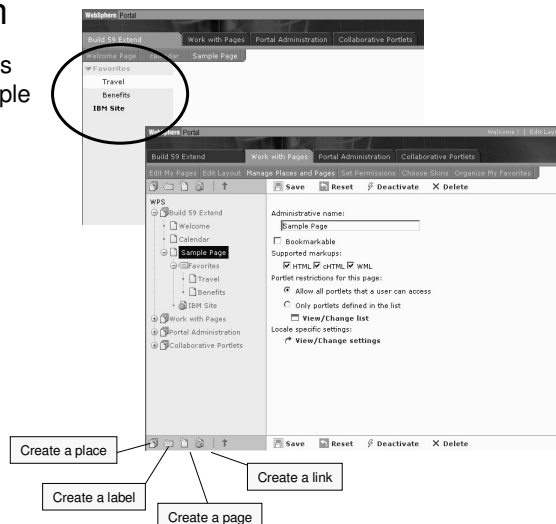 n
s
ple
WebSphere Portal
Build 59 Extend Work with Pages Portal Administration Collaborative Portlets
Welcome Page calendar Sample Page
Favorites
Travel
Benefits
IBM Site
WebSphere Portal Welcome ! | Edit Layo
Build 59 Extend Work with Pages Portal Administration Collaborative Portlets
Edit My Pages Edit Layout Manage Places and Pages Set Permissions Choose Skins Organize My Favorites
Save Reset Deactivate Delete
WPS
Build 59 Extend
Welcome
Calendar
Sample Page
Favorites
Travel
Benefits
IBM Site
Work with Pages
Portal Administration
Collaborative Portlets
Administrative name:
Sample Page
Bookmarkable
Supported markups:
HTML cHTML WML
Portlet restrictions for this page:
Allow all portlets that a user can access
Only portlets defined in the list
View/Change list
Locale specific settings:
View/Change settings
Save Reset Deactivate Delete
Create a place
Create a link
Create a label
Create a page